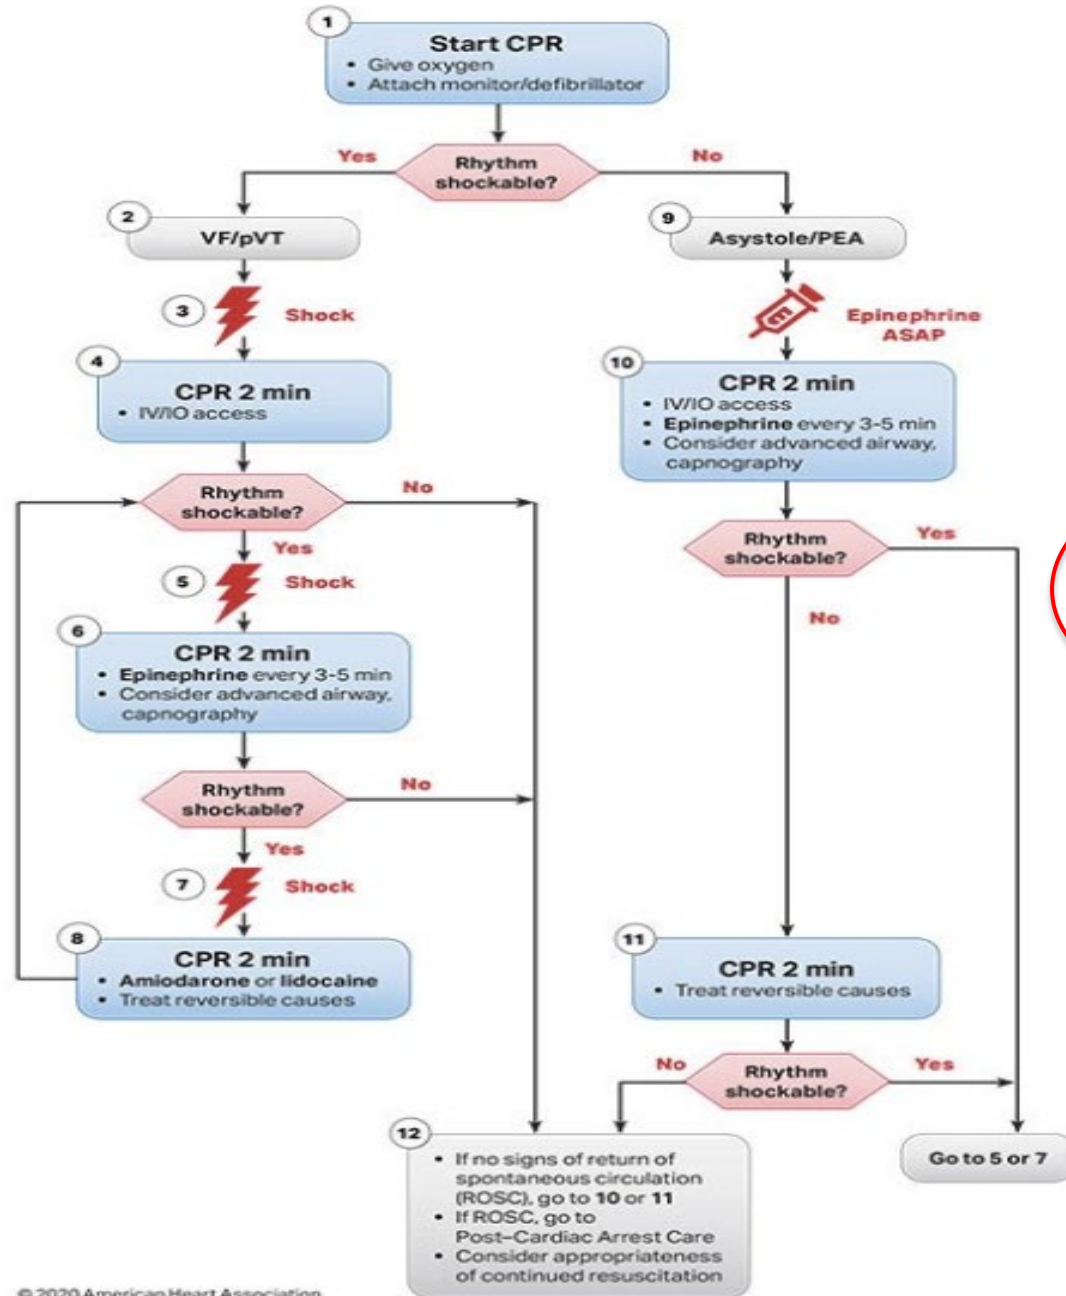 1
Start CPR
• Give oxygen
• Attach monitor/defibrillator
Rhythm
shockable?
Yes
No
2
VF/pVT
3
Shock
4
CPR 2 min
• IV/IO access
Rhythm
shockable?
No
Yes
5
Shock
6
CPR 2 min
• Epinephrine every 3-5 min
• Consider advanced airway,
capnography
Rhythm
shockable?
No
Yes
7
Shock
8
CPR 2 min
• Amiodarone or lidocaine
• Treat reversible causes
9
Asystole/PEA
Epinephrine
ASAP
10
CPR 2 min
• IV/IO access
• Epinephrine every 3-5 min
• Consider advanced airway,
capnography
Rhythm
shockable?
Yes
No
11
CPR 2 min
• Treat reversible causes
Rhythm
shockable?
No
Yes
12
• If no signs of return of
spontaneous circulation
(ROSC), go to 10 or 11
• If ROSC, go to
Post–Cardiac Arrest Care
• Consider appropriateness
of continued resuscitation
Go to 5 or 7
© 2020 American Heart Association